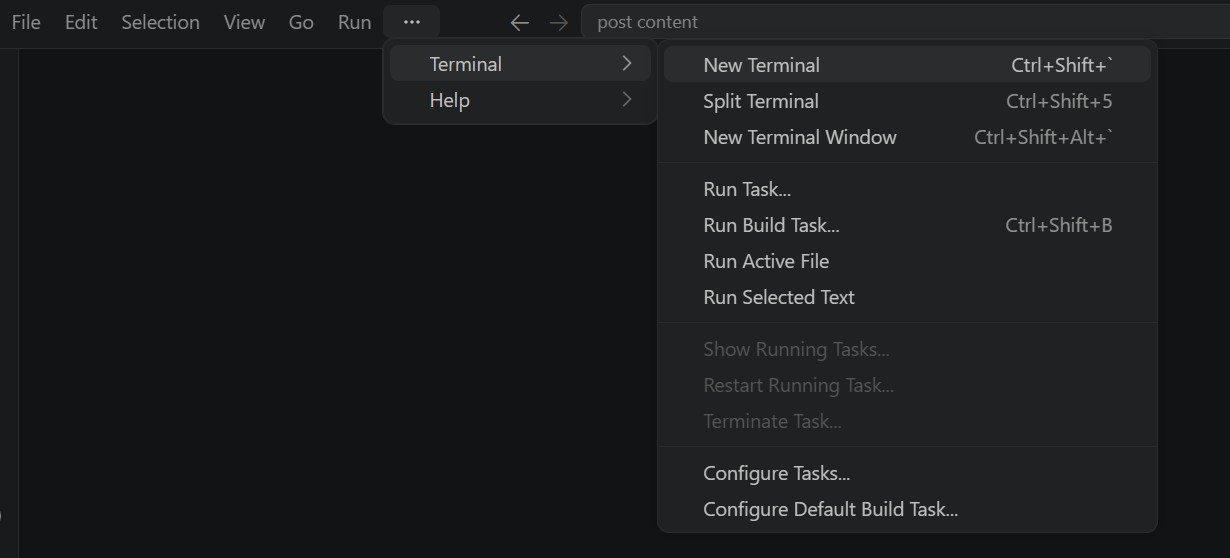 File Edit Selection View Go Run ... post content
Terminal
Help
New Terminal Ctrl+Shift+`
Split Terminal Ctrl+Shift+5
New Terminal Window Ctrl+Shift+Alt+`
Run Task...
Run Build Task... Ctrl+Shift+B
Run Active File
Run Selected Text
Show Running Tasks...
Restart Running Task...
Terminate Task...
Configure Tasks...
Configure Default Build Task...